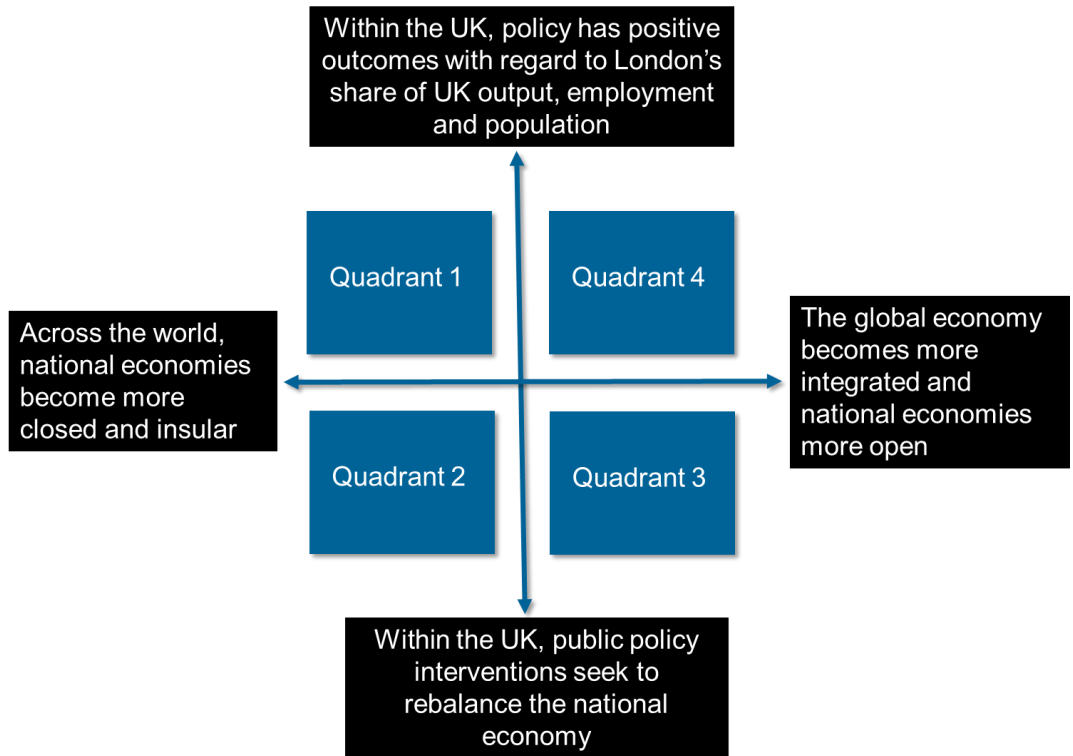 Within the UK, policy has positive
outcomes with regard to London’s
share of UK output, employment
and population
Quadrant 1
Quadrant 4
Across the world,
national economies
become more
closed and insular
The global economy
becomes more
integrated and
national economies
more open
Quadrant 2
Quadrant 3
Within the UK, public policy
interventions seek to
rebalance the national
economy